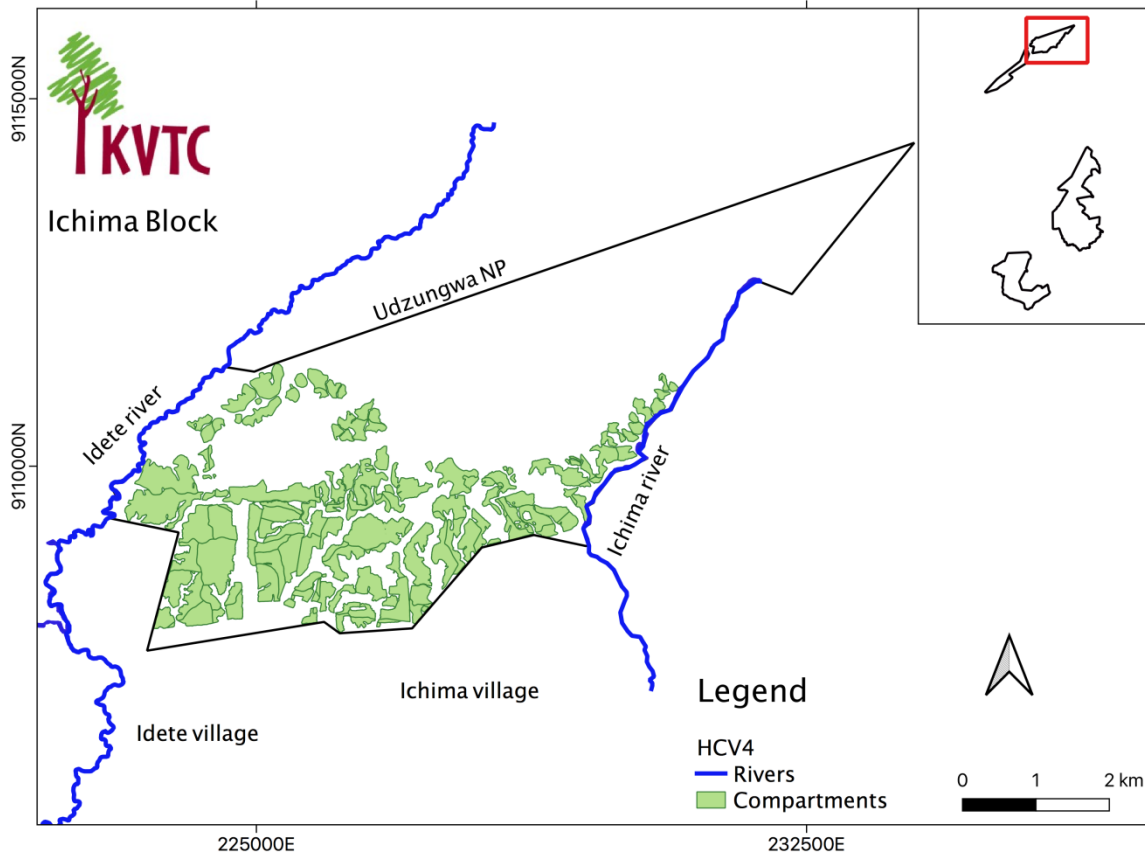 KVTC
Ichima Block
9115000N
9110000N
Udzungwa NP
Idete river
Ichima river
Ichima village
Idete village
Legend
HCV4
Rivers
Compartments
0 1 2 km
225000E 232500E